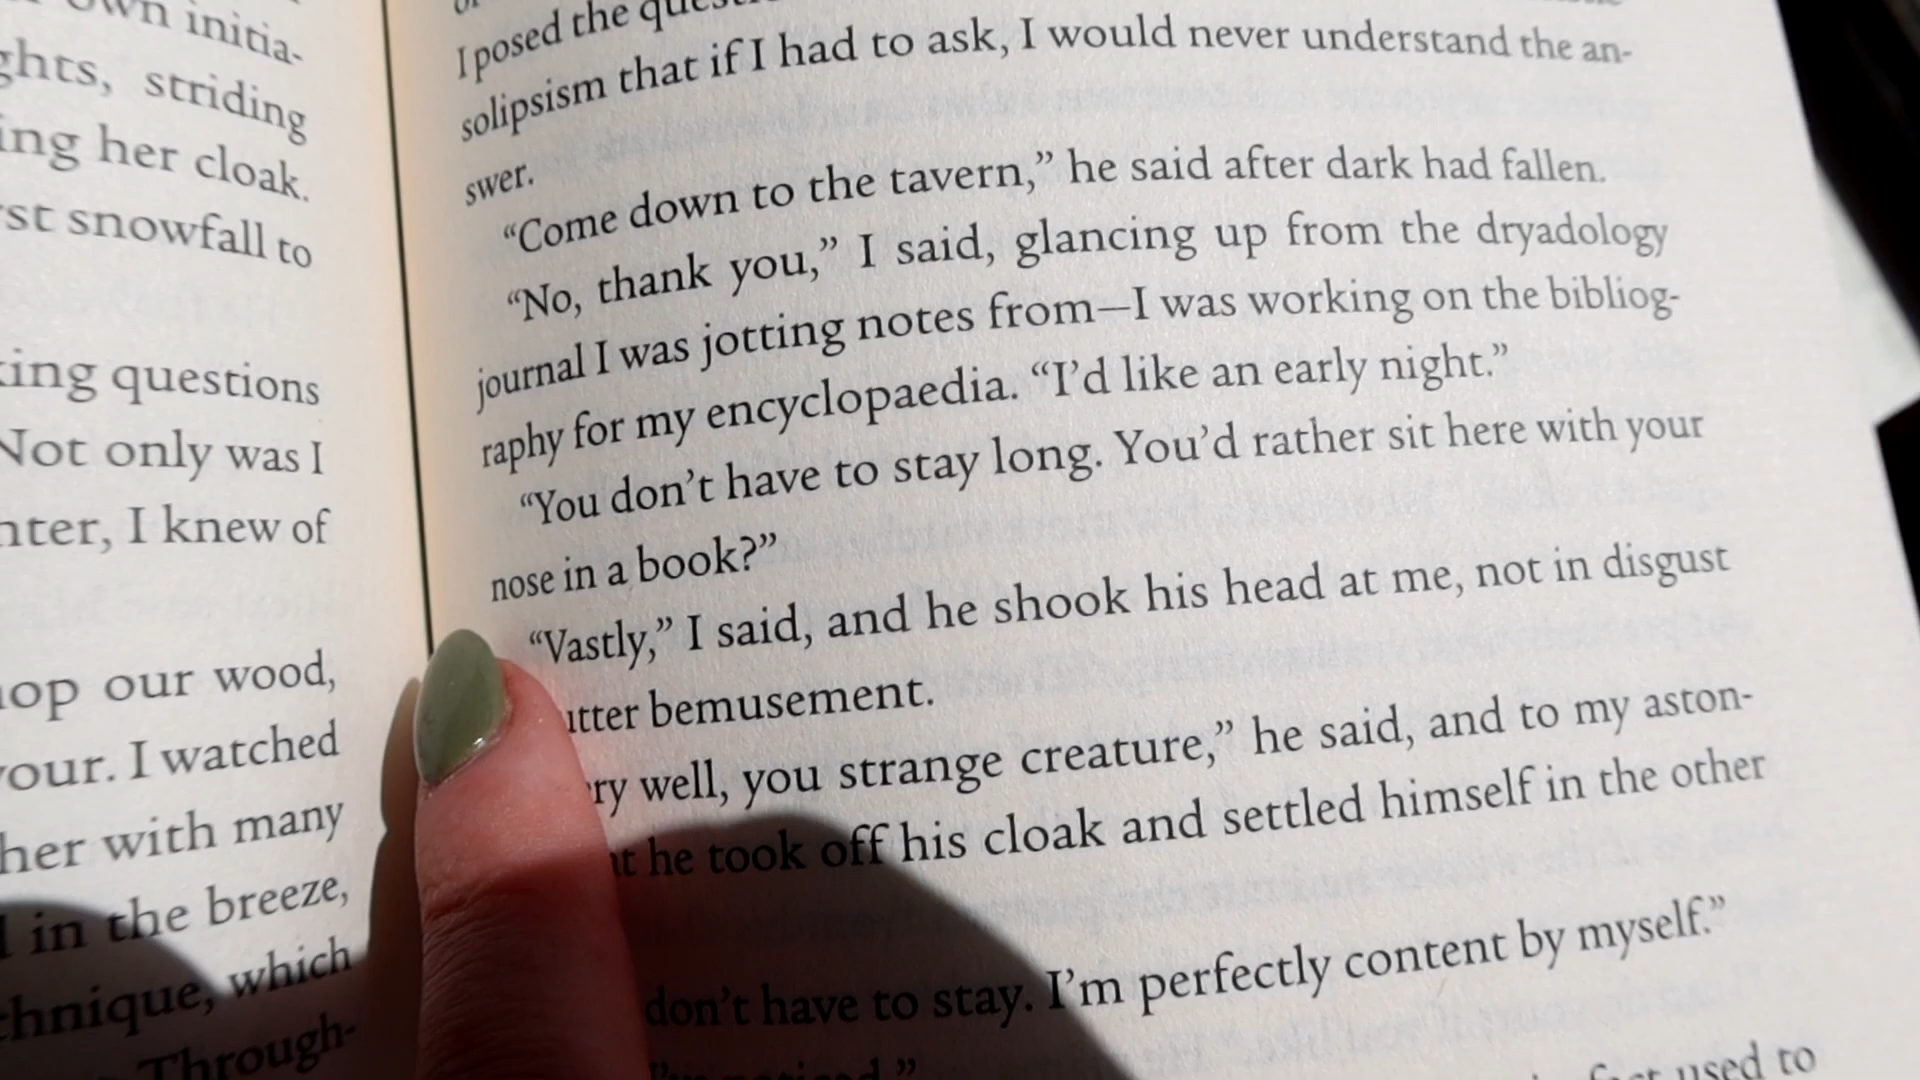 own initia-
ghts, striding
ing her cloak.
st snowfall to
king questions
Not only was I
nter, I knew of
op our wood,
your. I watched
her with many
in the breeze,
chnique, which
Through-
I posed the
solipsism that if I had to ask, I would never understand the an-
swer.
“Come down to the tavern,” he said after dark had fallen.
“No, thank you,” I said, glancing up from the dryadology
journal I was jotting notes from—I was working on the bibliog-
raphy for my encyclopaedia. “I’d like an early night.”
“You don’t have to stay long. You’d rather sit here with your
nose in a book?”
“Vastly,” I said, and he shook his head at me, not in disgust
utter bemusement.
ry well, you strange creature,” he said, and to my aston-
t he took off his cloak and settled himself in the other
don’t have to stay. I’m perfectly content by myself.”
I’ve noticed.”
used to